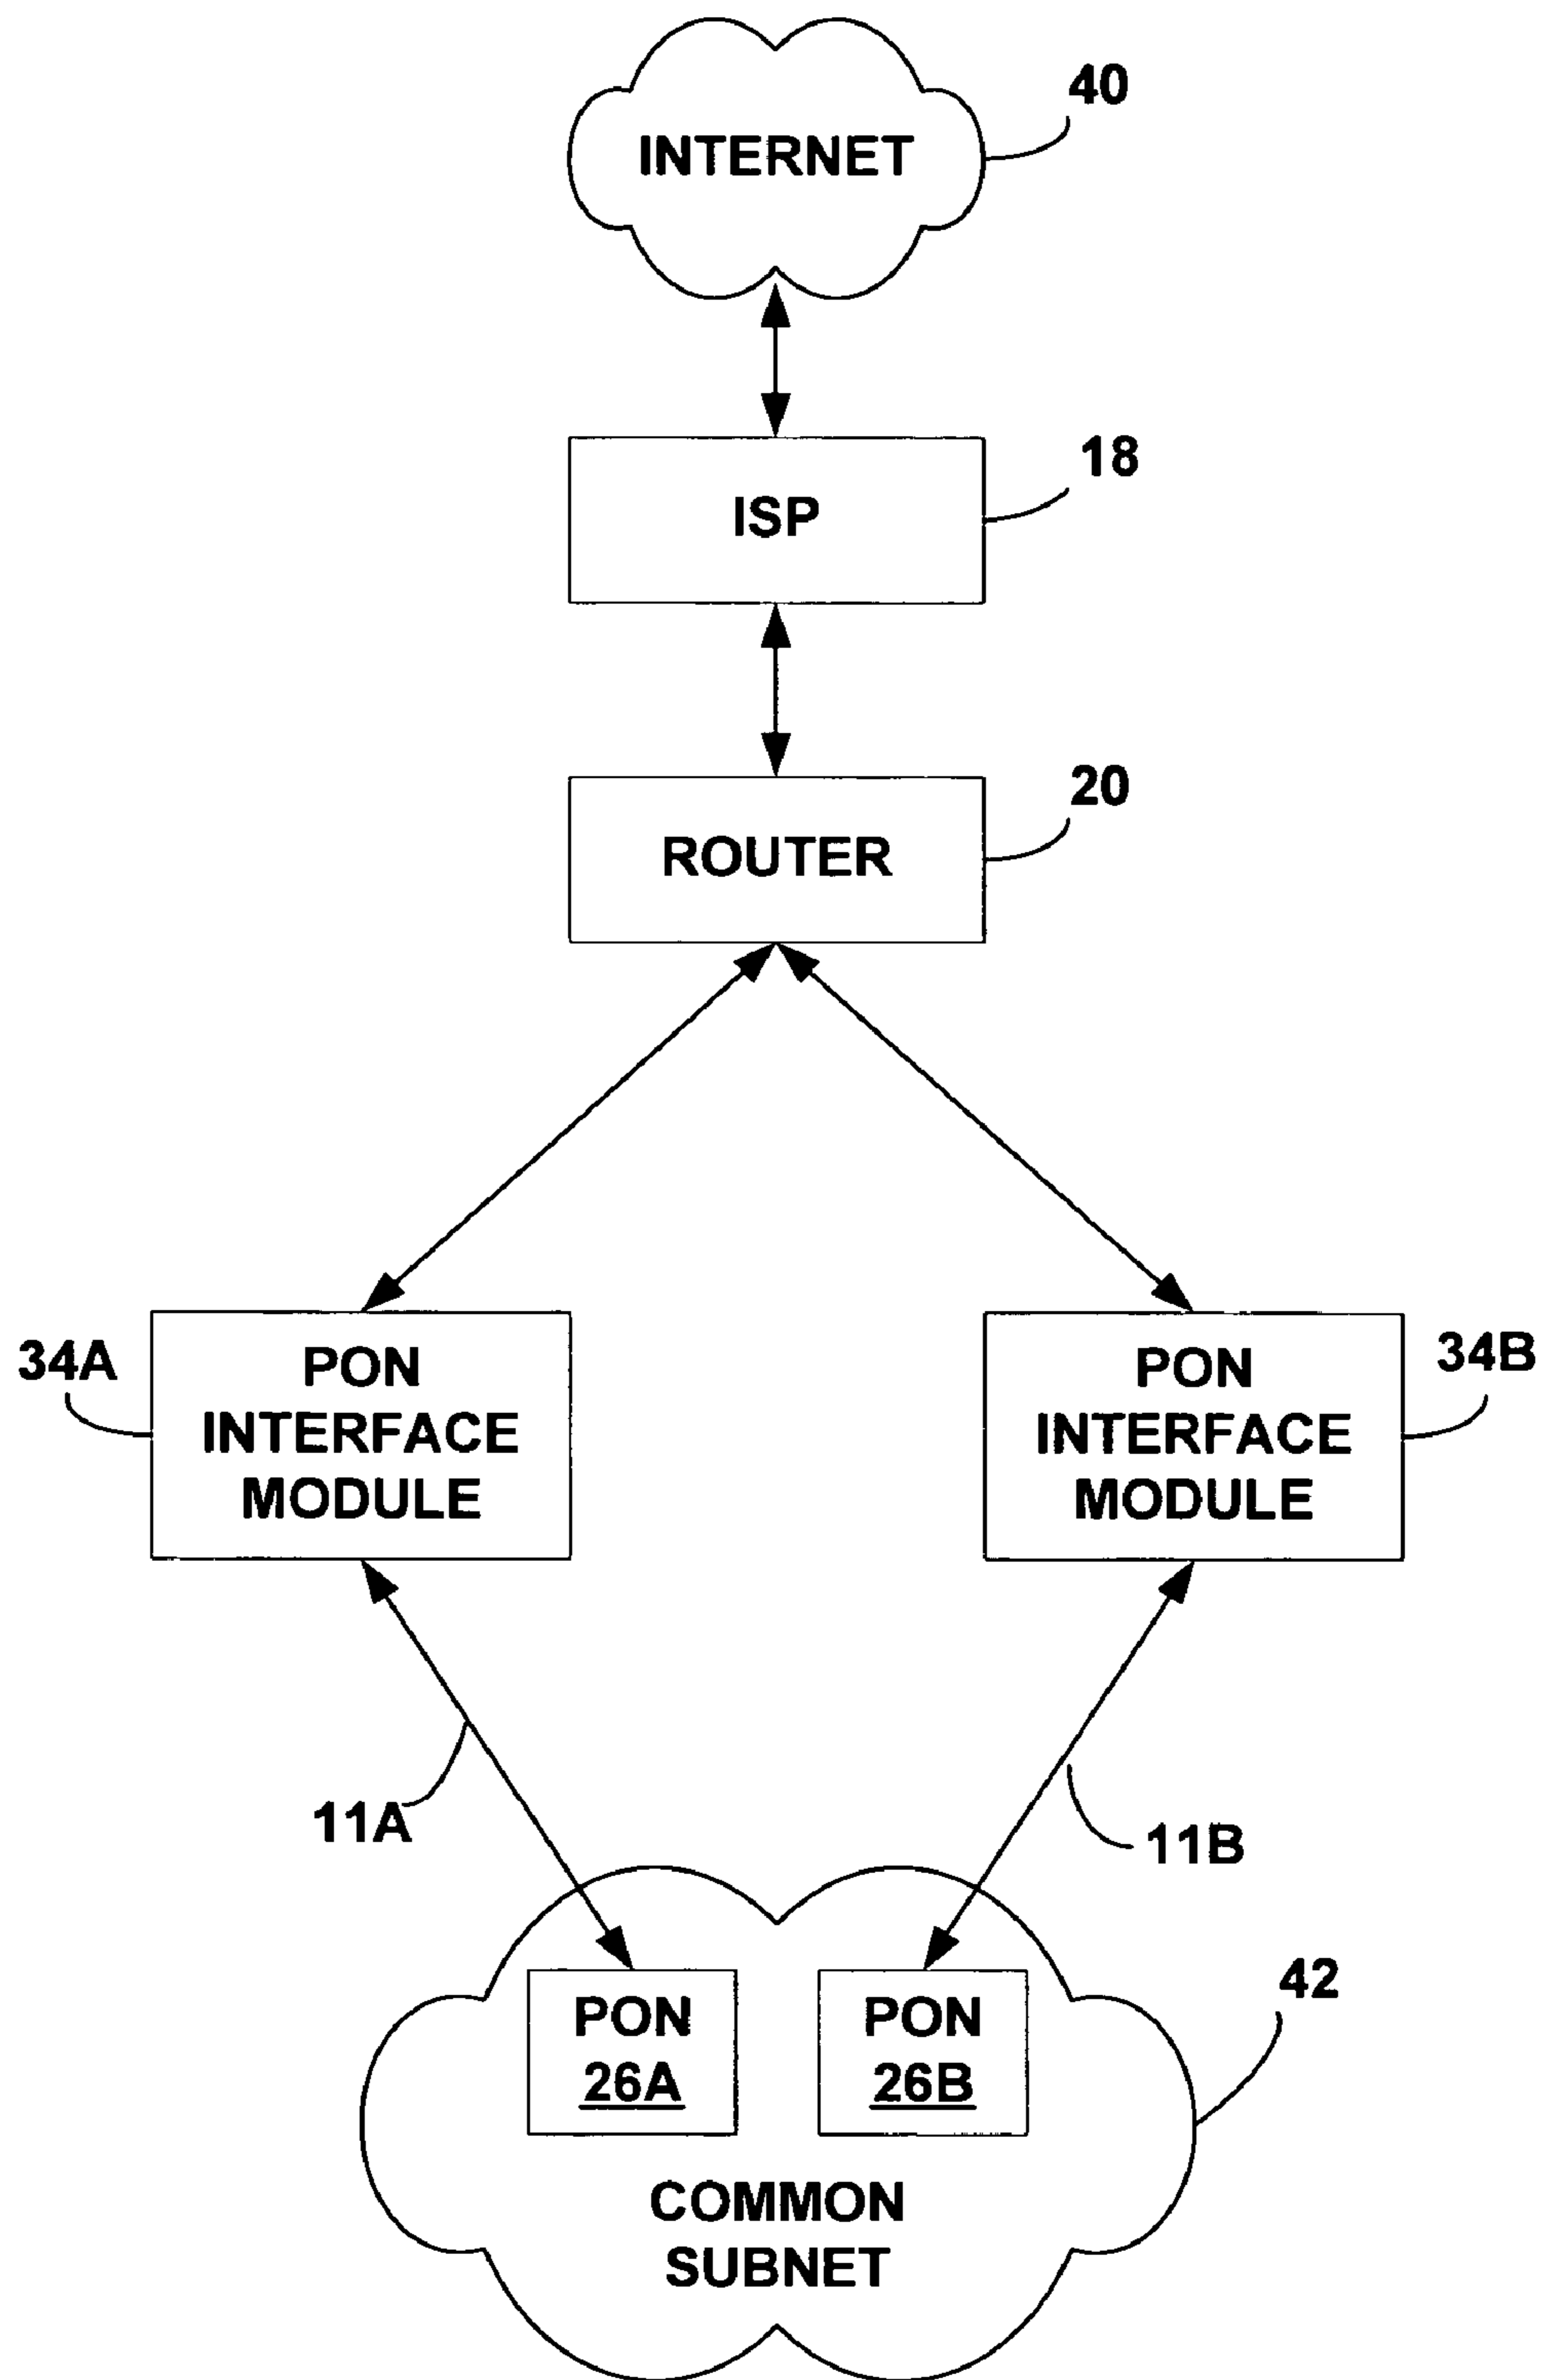 40
INTERNET
18
ISP
20
ROUTER
34A
PON
INTERFACE
MODULE
PON
INTERFACE
MODULE
34B
11A
11B
42
PON
26A
PON
26B
COMMON
SUBNET